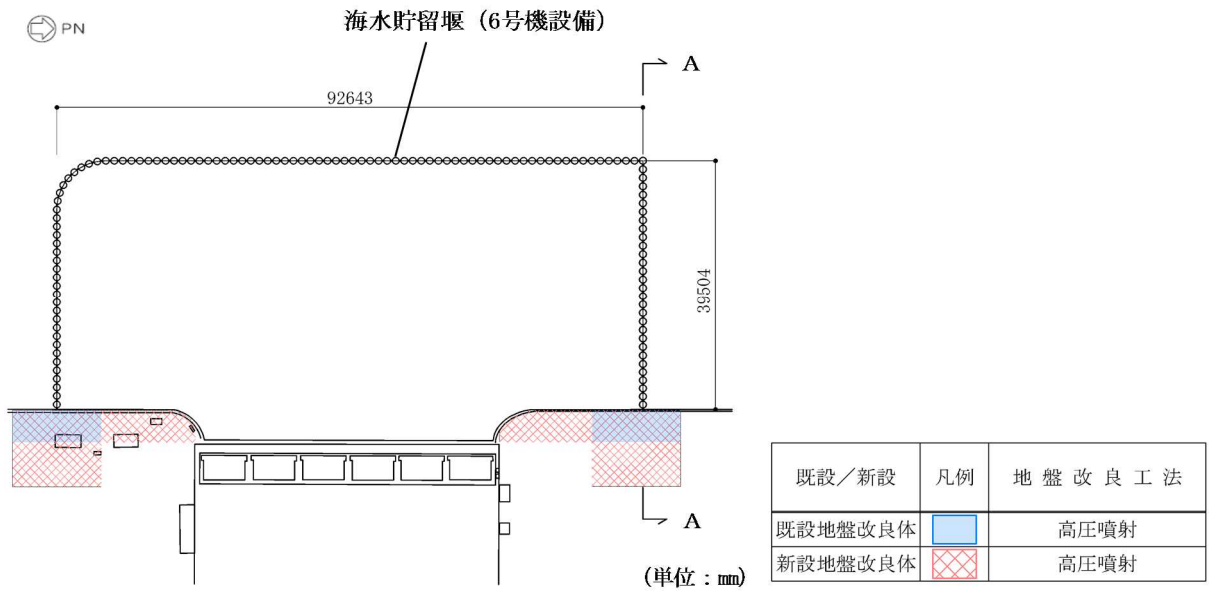 PN
海水貯留堰（6号機設備）
A
92643
39504
A
（単位：㎜）
既設／新設 凡例 地盤改良工法
既設地盤改良体 高圧噴射
新設地盤改良体 高圧噴射